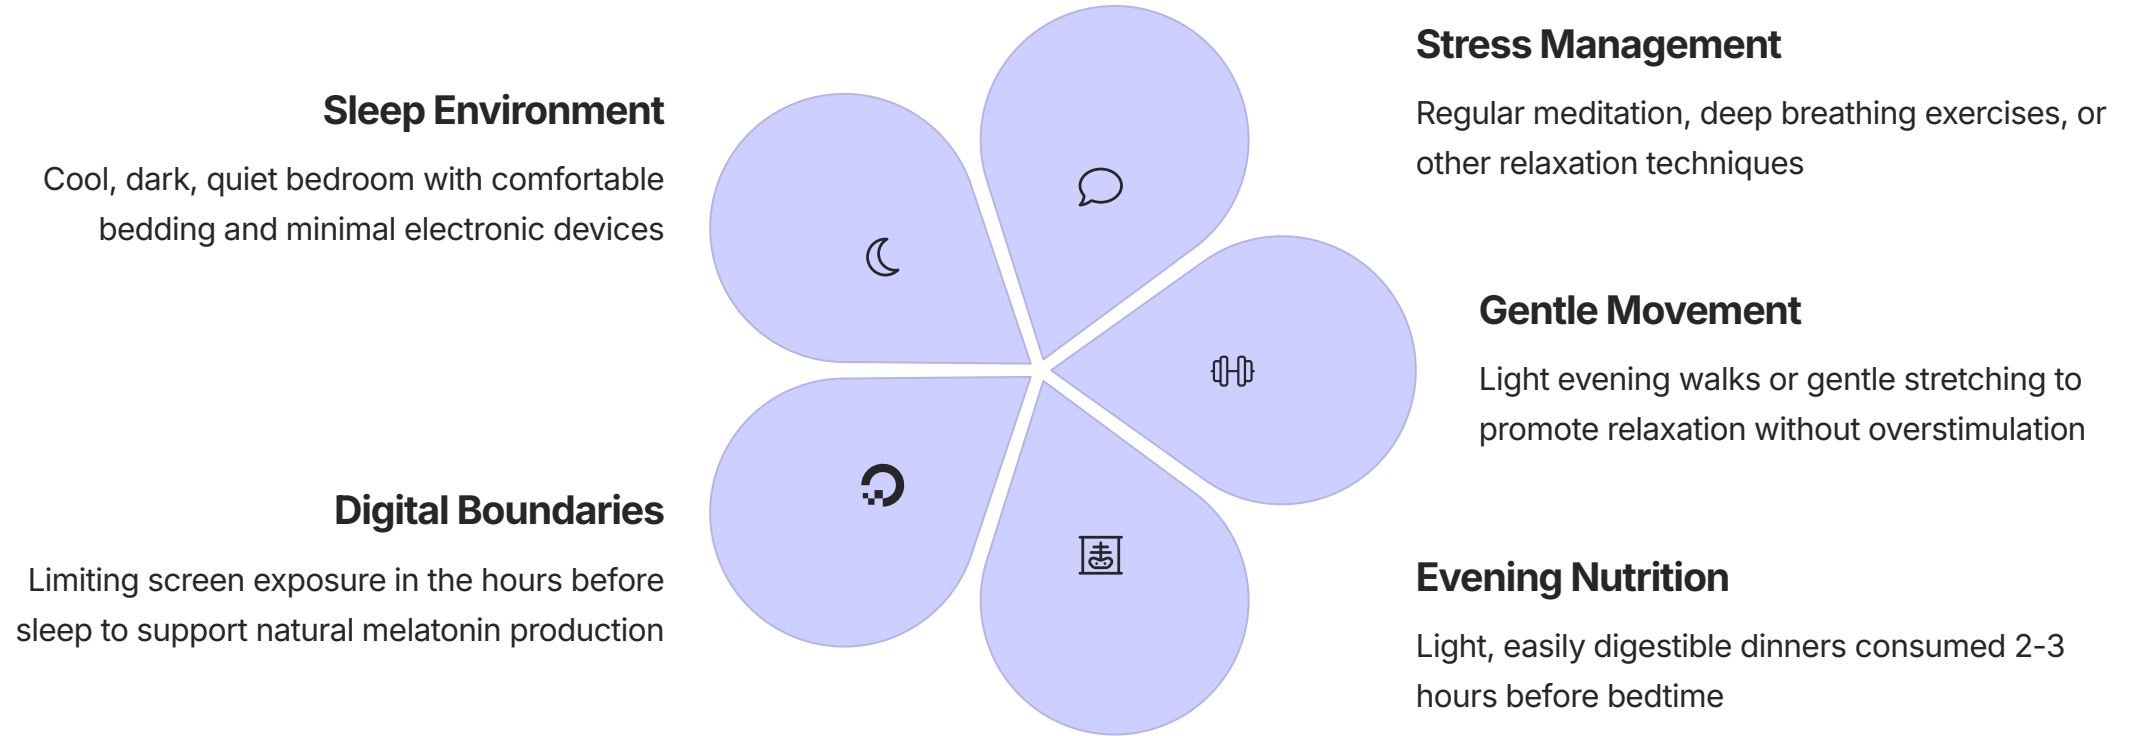 Sleep Environment
Cool, dark, quiet bedroom with comfortable
bedding and minimal electronic devices
Digital Boundaries
Limiting screen exposure in the hours before
sleep to support natural melatonin production
Stress Management
Regular meditation, deep breathing exercises, or
other relaxation techniques
Gentle Movement
Light evening walks or gentle stretching to
promote relaxation without overstimulation
Evening Nutrition
Light, easily digestible dinners consumed 2-3
hours before bedtime